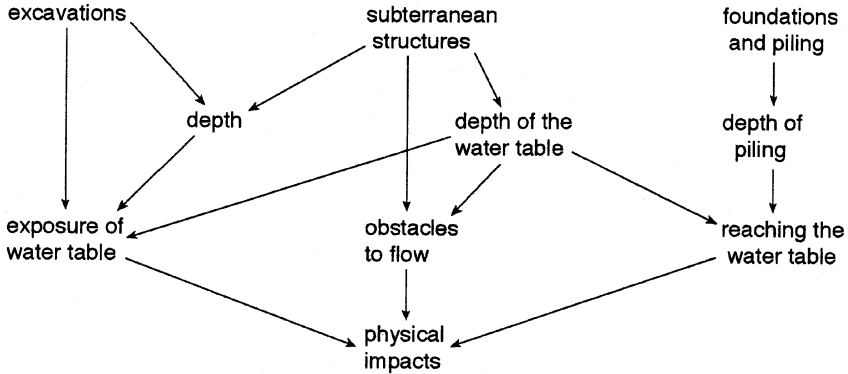 excavations
subterranean
structures
foundations
and piling
depth
depth of the
water table
depth of
piling
exposure of
water table
obstacles
to flow
reaching the
water table
physical
impacts